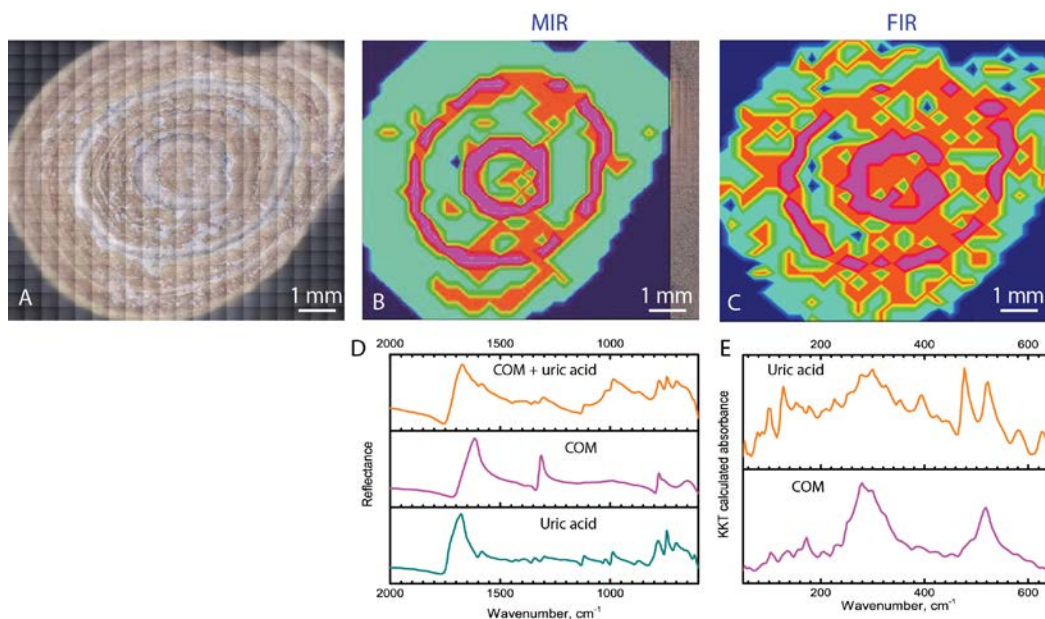 MIR
FIR
A
1 mm
B
1 mm
C
1 mm
D
2000 1500 1000
COM + uric acid
COM
Uric acid
Reflectance
2000 1500 1000
Wavenumber, cm⁻¹
E
200 400 600
Uric acid
COM
KKT calculated absorbance
200 400 600
Wavenumber, cm⁻¹